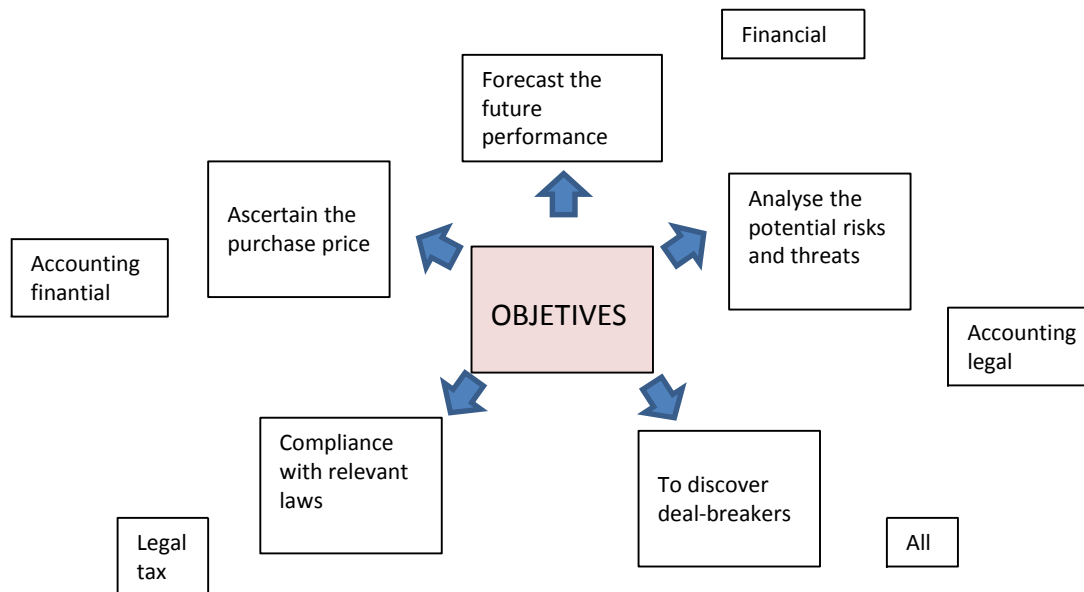 Financial
Forecast the
future
performance
Ascertain the
purchase price
Analyse the
potential risks
and threats
Accounting
finantial
OBJETIVES
Accounting
legal
Compliance
with relevant
laws
To discover
deal-breakers
Legal
tax
All